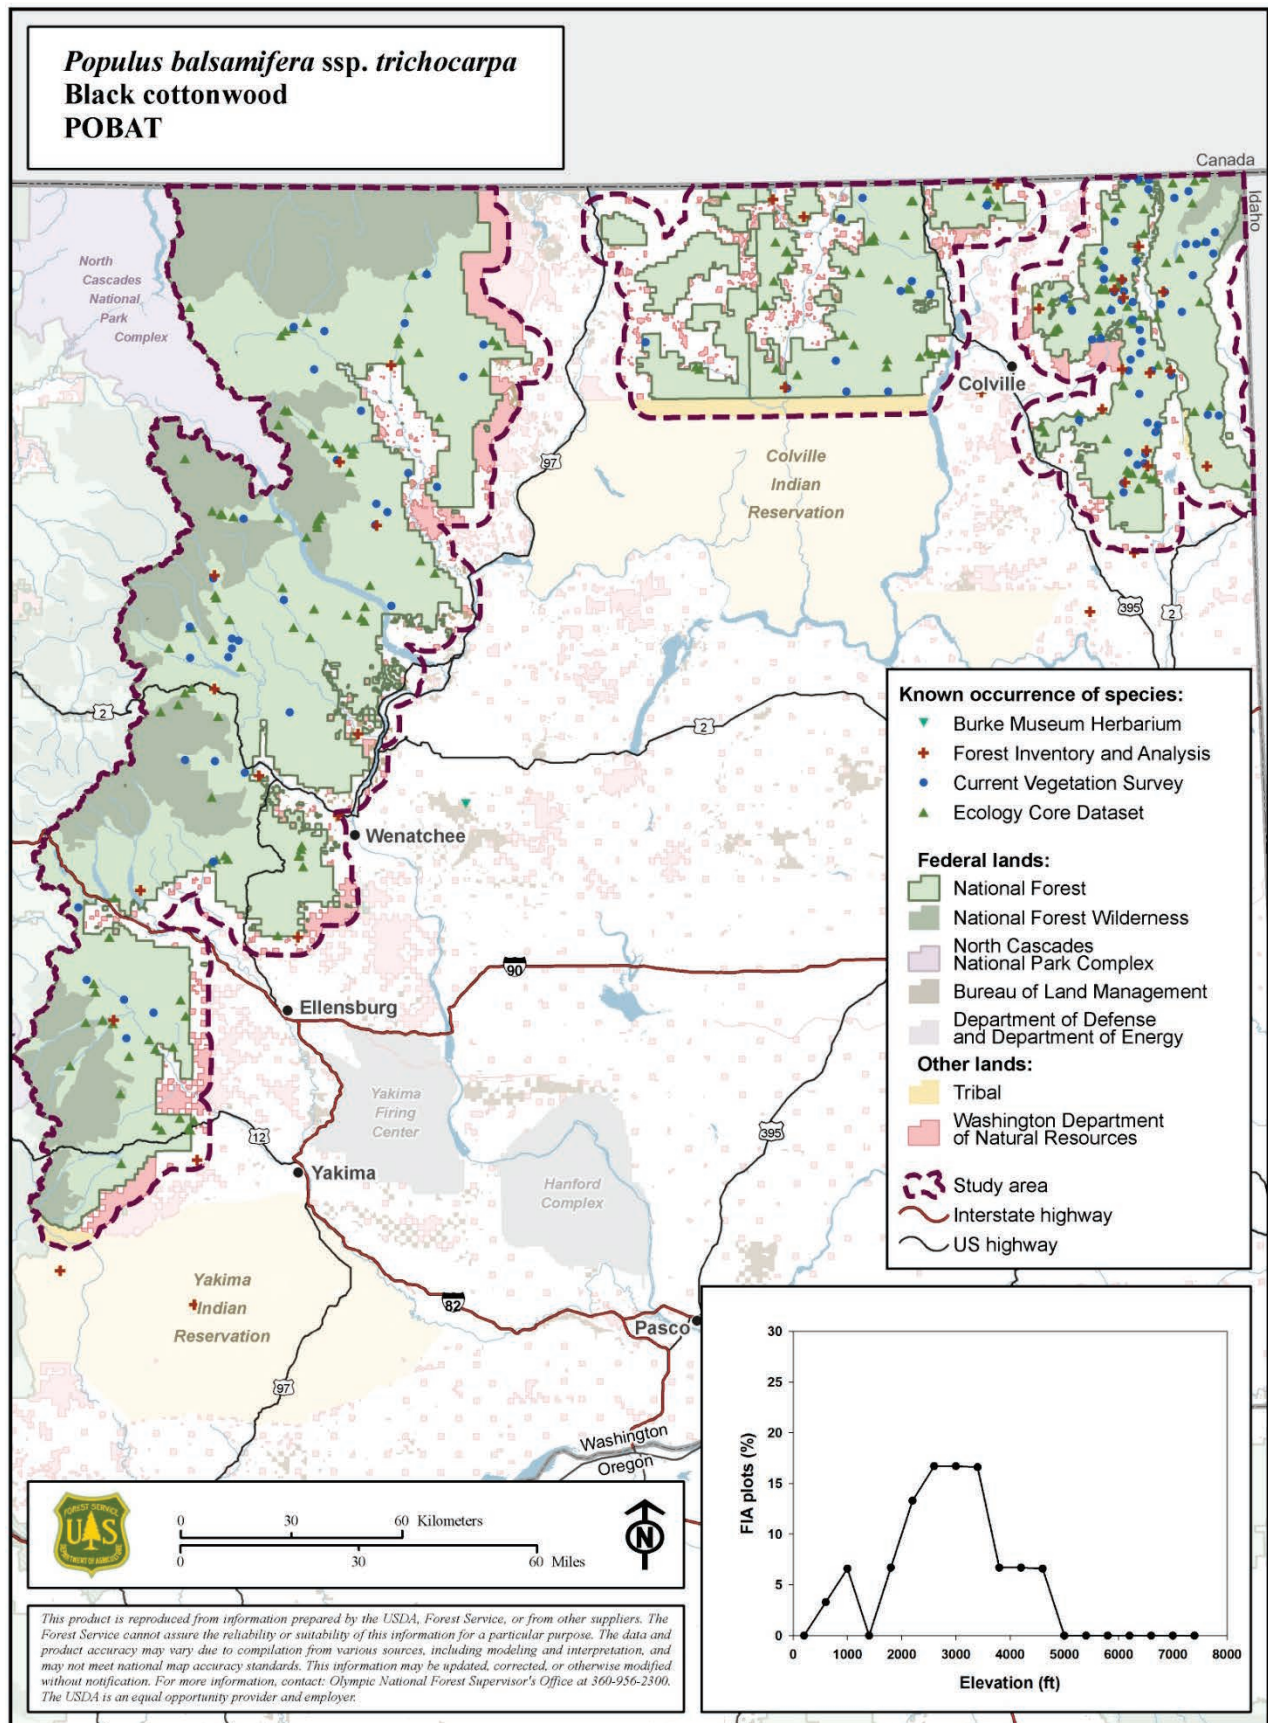 Populus balsamifera ssp. trichocarpa
Black cottonwood
POBAT
Canada
Idaho
North
Cascades
National
Park
Complex
97
Colville
Colville
Indian
Reservation
395
2
2
2
Wenatchee
90
Ellensburg
Yakima
Firing
Center
12
Yakima
Hanford
Complex
395
Yakima
Indian
Reservation
82
Pasco
97
Washington
Oregon
Known occurrence of species:
Burke Museum Herbarium
Forest Inventory and Analysis
Current Vegetation Survey
Ecology Core Dataset
Federal lands:
National Forest
National Forest Wilderness
North Cascades
National Park Complex
Bureau of Land Management
Department of Defense
and Department of Energy
Other lands:
Tribal
Washington Department
of Natural Resources
Study area
Interstate highway
US highway
FOREST SERVICE
US
DEPARTMENT OF AGRICULTURE
0 30 60 Kilometers
0 30 60 Miles
N
This product is reproduced from information prepared by the USDA, Forest Service, or from other suppliers. The
Forest Service cannot assure the reliability or suitability of this information for a particular purpose. The data and
product accuracy may vary due to compilation from various sources, including modeling and interpretation, and
may not meet national map accuracy standards. This information may be updated, corrected, or otherwise modified
without notification. For more information, contact: Olympic National Forest Supervisor's Office at 360-956-2300.
The USDA is an equal opportunity provider and employer.
FIA plots (%)
30
25
20
15
10
5
0
0 1000 2000 3000 4000 5000 6000 7000 8000
Elevation (ft)